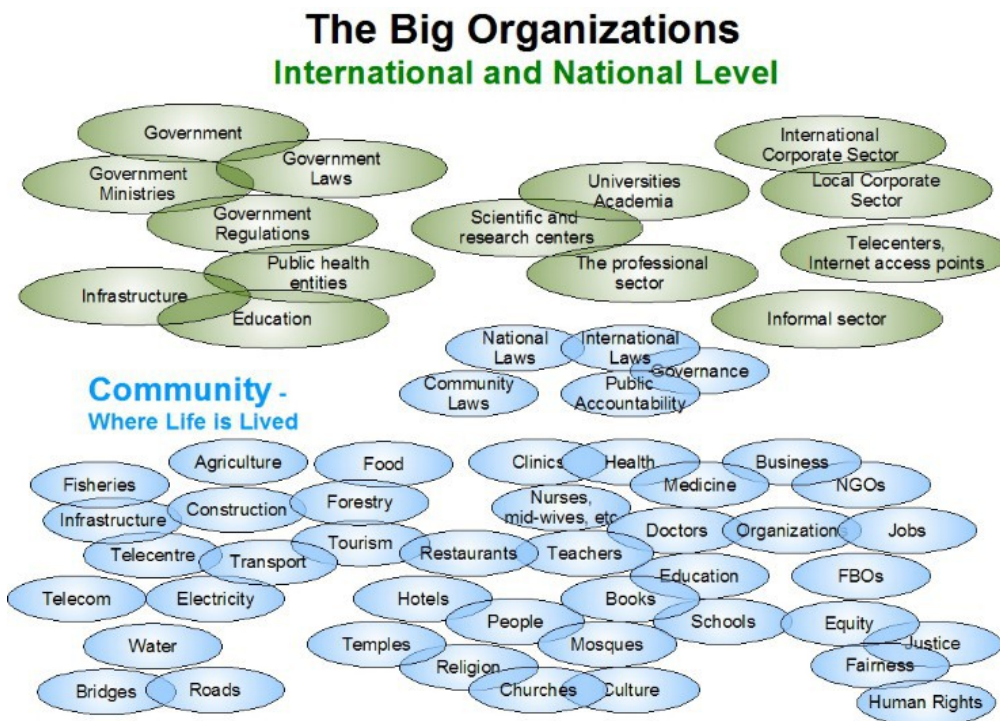 The Big Organizations
International and National Level
Government
Government
Laws
Government
Ministries
Government
Regulations
Public health
entities
Infrastructure
Education
Universities
Academia
Scientific and
research centers
The professional
sector
International
Corporate Sector
Local Corporate
Sector
Telecenters,
Internet access points
Informal sector
National
Laws
International
Laws
Governance
Community
Laws
Public
Accountability
Community -
Where Life is Lived
Agriculture
Food
Fisheries
Construction
Forestry
Infrastructure
Tourism
Telecentre
Transport
Telecom
Electricity
Water
Bridges
Roads
Clinics
Health
Business
Medicine
NGOs
Nurses,
mid-wives, etc
Doctors
Organizations
Jobs
Restaurants
Teachers
Education
FBOs
Hotels
Books
People
Schools
Equity
Temples
Mosques
Justice
Religion
Fairness
Churches
Culture
Human Rights